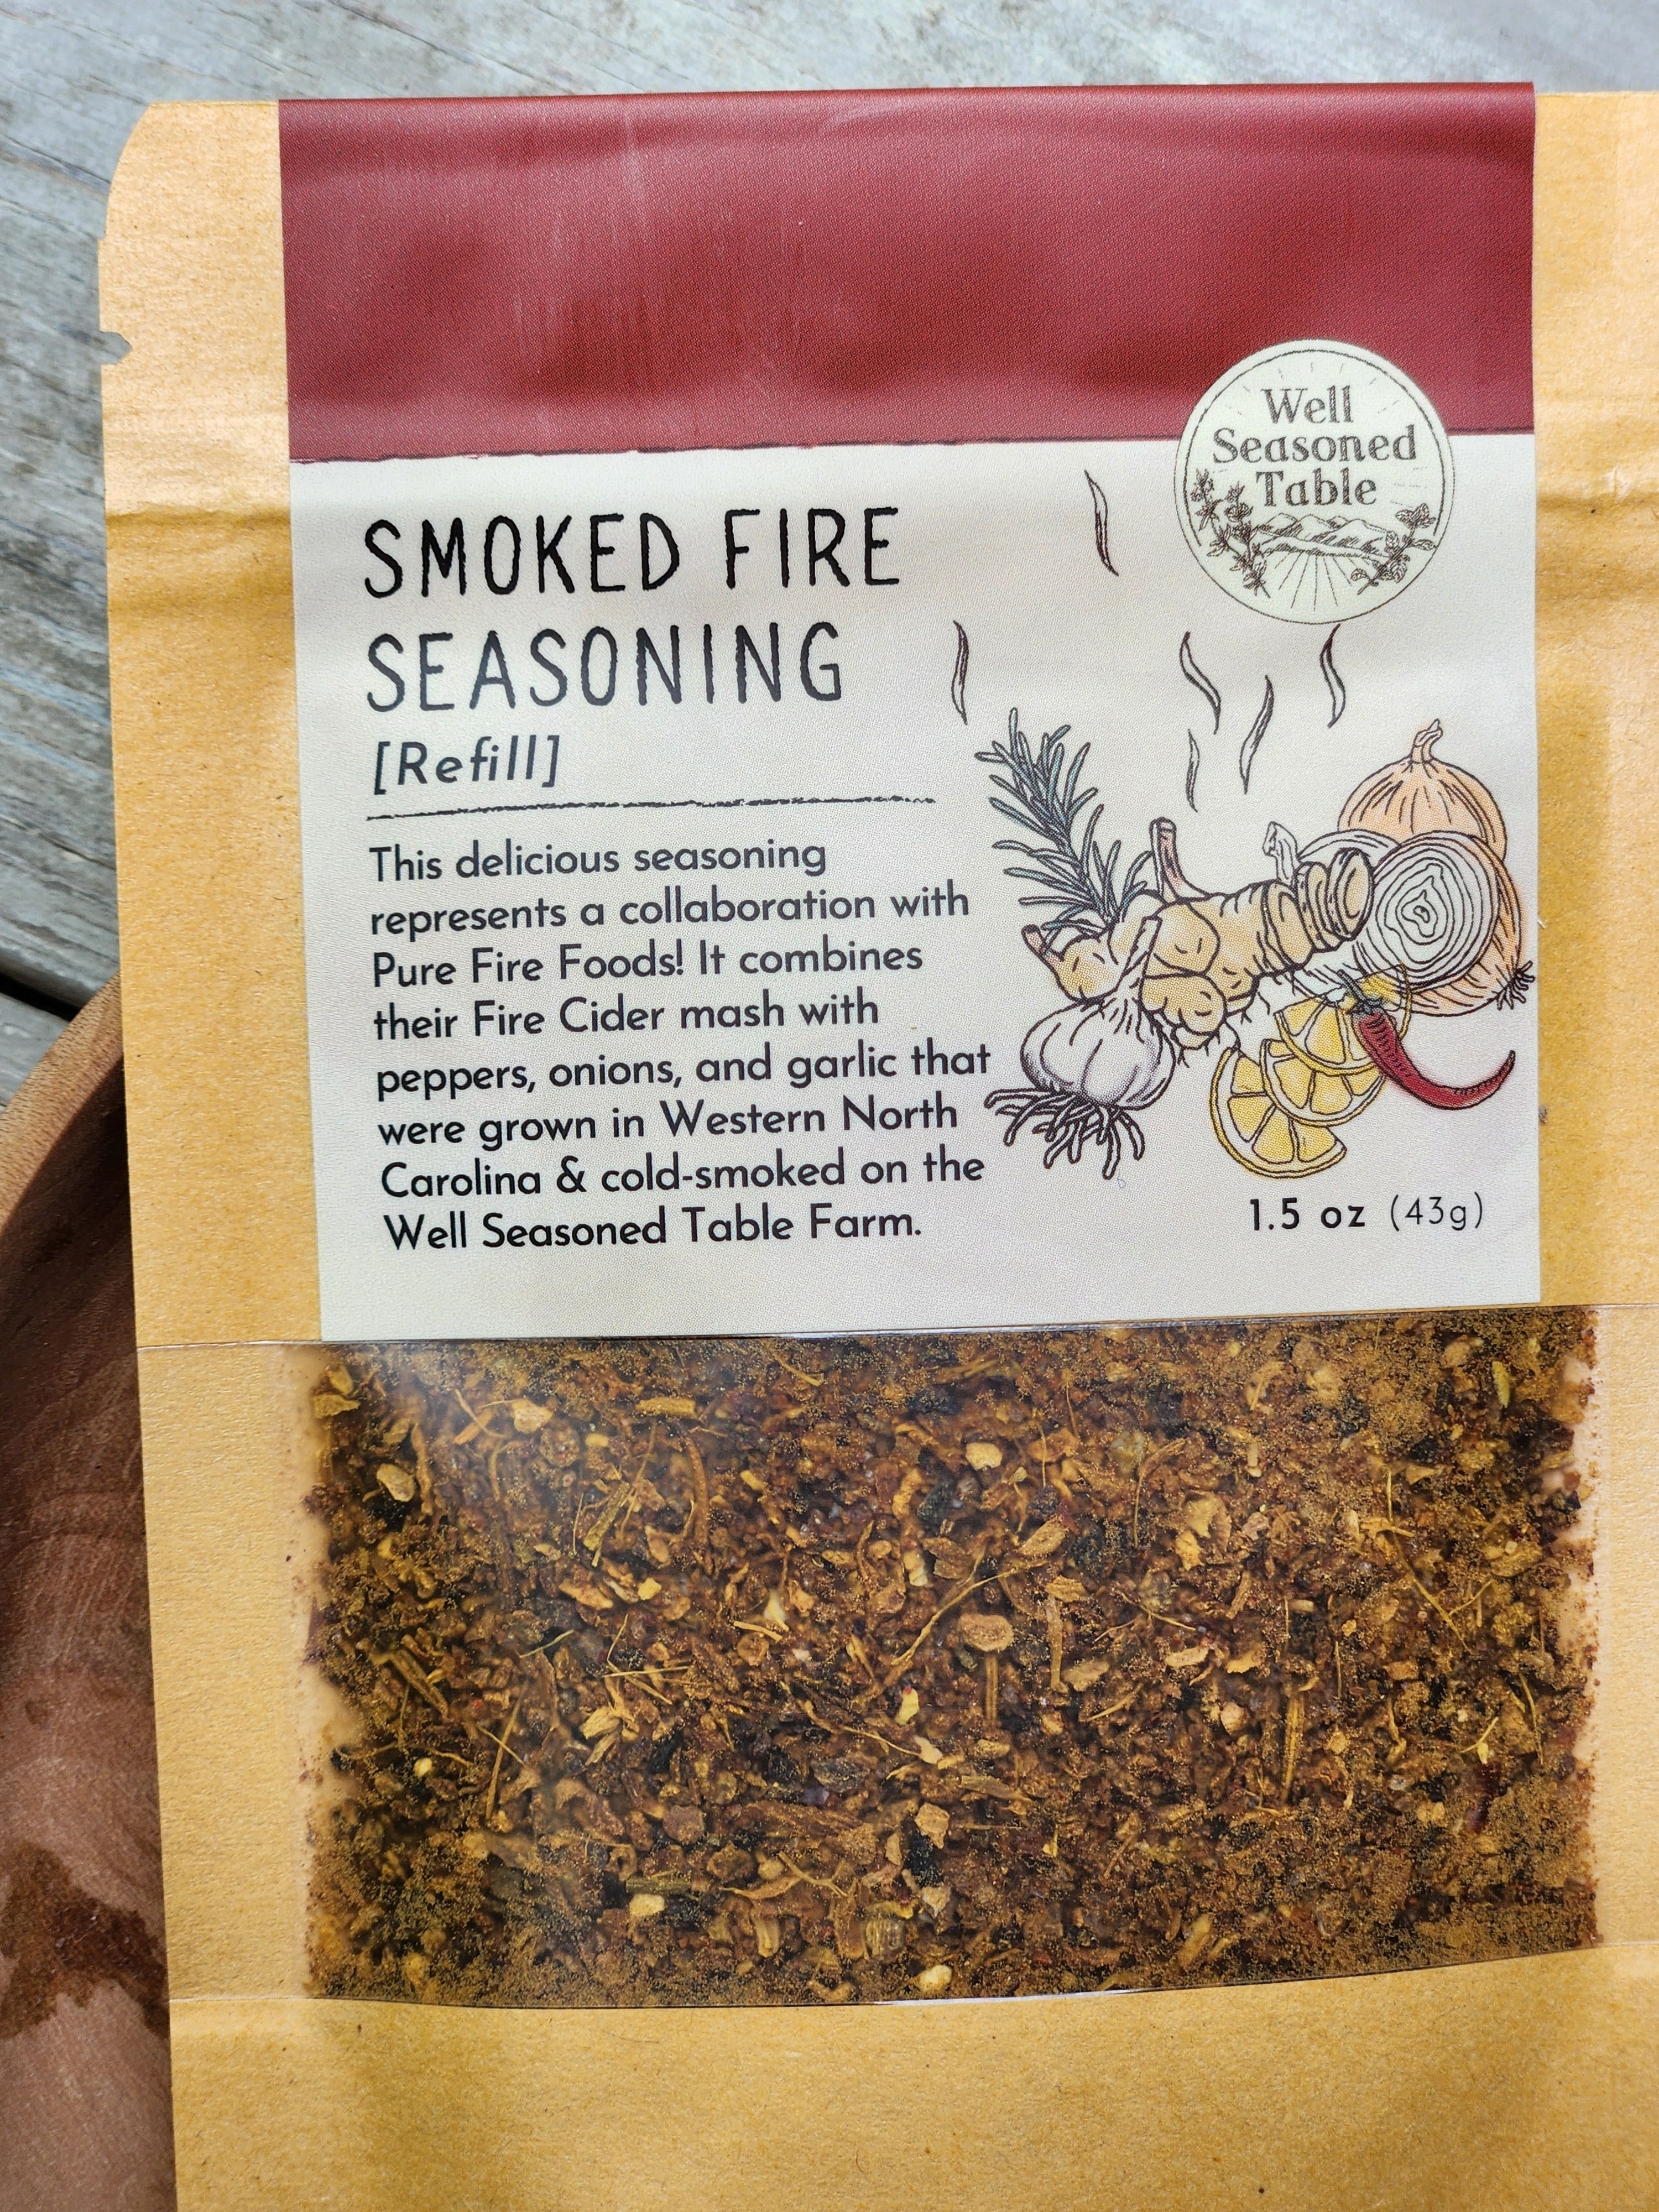 Well
Seasoned
Table
SMOKED FIRE
SEASONING
[Refill]
This delicious seasoning
represents a collaboration with
Pure Fire Foods! It combines
their Fire Cider mash with
peppers, onions, and garlic that
were grown in Western North
Carolina & cold-smoked on the
Well Seasoned Table Farm.
1.5 oz (43g)